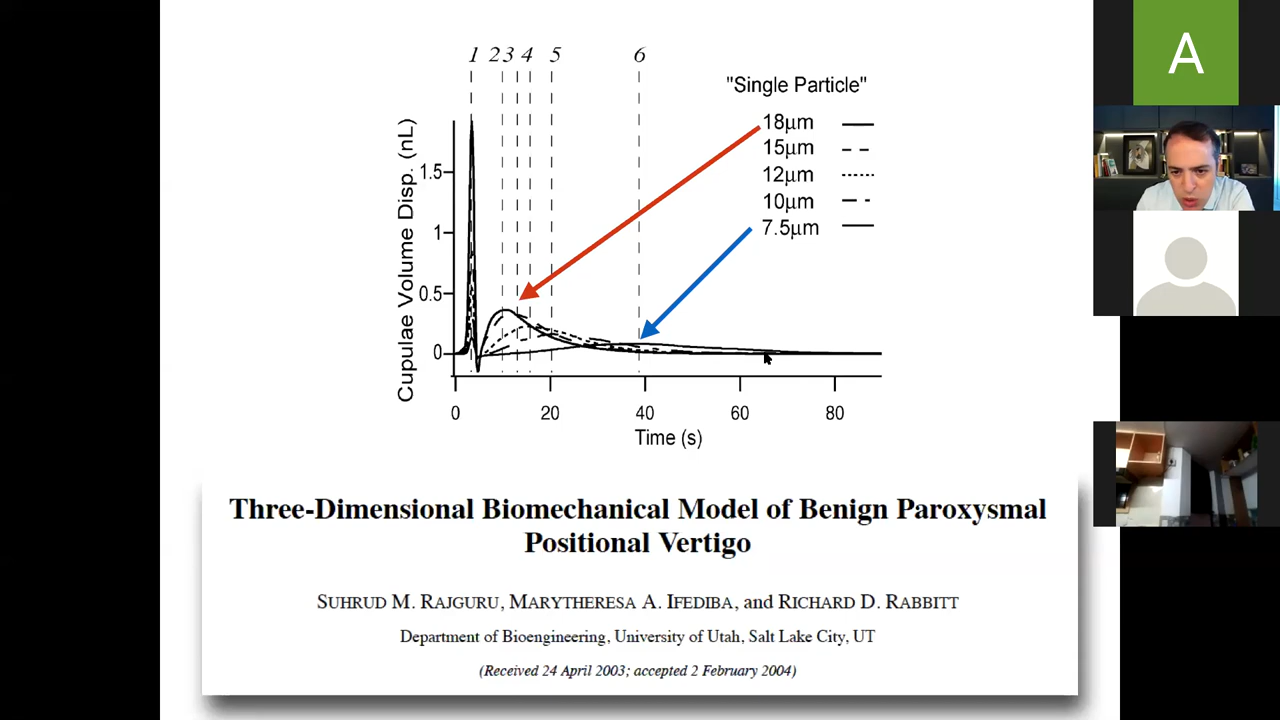 1 2 3 4 5 6
"Single Particle"
18μm
15μm
12μm
10μm
7.5μm
Cupulae Volume Disp. (nL)
1.5
1
0.5
0
0 20 40 60 80
Time (s)
Three-Dimensional Biomechanical Model of Benign Paroxysmal
Positional Vertigo
SUHRUD M. RAJGURU, MARYTHERESA A. IFEDIBA, and RICHARD D. RABBITT
Department of Bioengineering, University of Utah, Salt Lake City, UT
(Received 24 April 2003; accepted 2 February 2004)
A